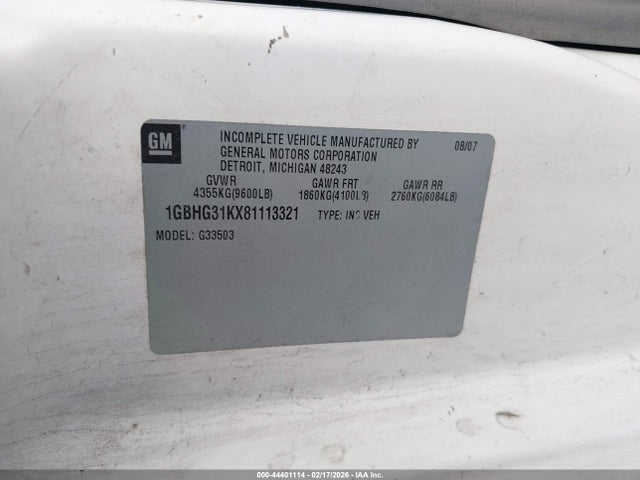 GM
INCOMPLETE VEHICLE MANUFACTURED BY 08/07
GENERAL MOTORS CORPORATION
DETROIT, MICHIGAN 48243
GVWR GAWR FRT GAWR RR
4355KG(9600LB) 1860KG(4100LB) 2760KG(6084LB)
1GBHG31KX81113321 TYPE: INC VEH
MODEL: G33503
000-44401114 - 02/17/2026 - © IAA Inc.